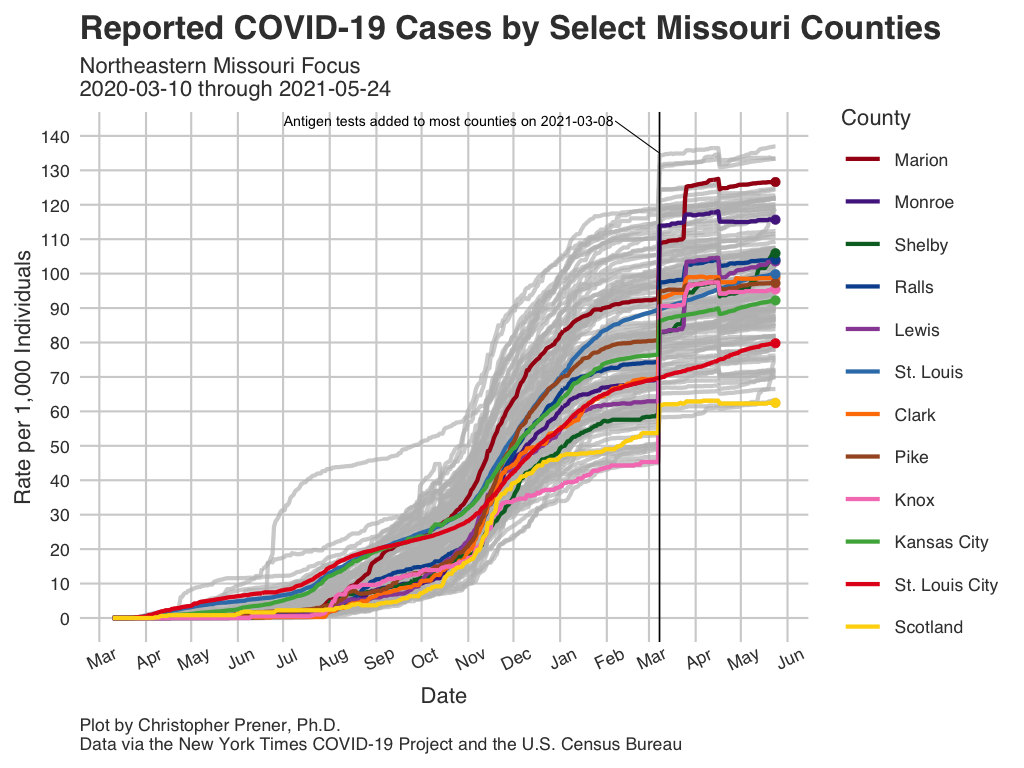 Reported COVID-19 Cases by Select Missouri Counties
Northeastern Missouri Focus
2020-03-10 through 2021-05-24
Antigen tests added to most counties on 2021-03-08
Rate per 1,000 Individuals
140
130
120
110
100
90
80
70
60
50
40
30
20
10
0
Mar Apr May Jun Jul Aug Sep Oct Nov Dec Jan Feb Mar Apr May Jun
Date
County
Marion
Monroe
Shelby
Ralls
Lewis
St. Louis
Clark
Pike
Knox
Kansas City
St. Louis City
Scotland
Plot by Christopher Prener, Ph.D.
Data via the New York Times COVID-19 Project and the U.S. Census Bureau